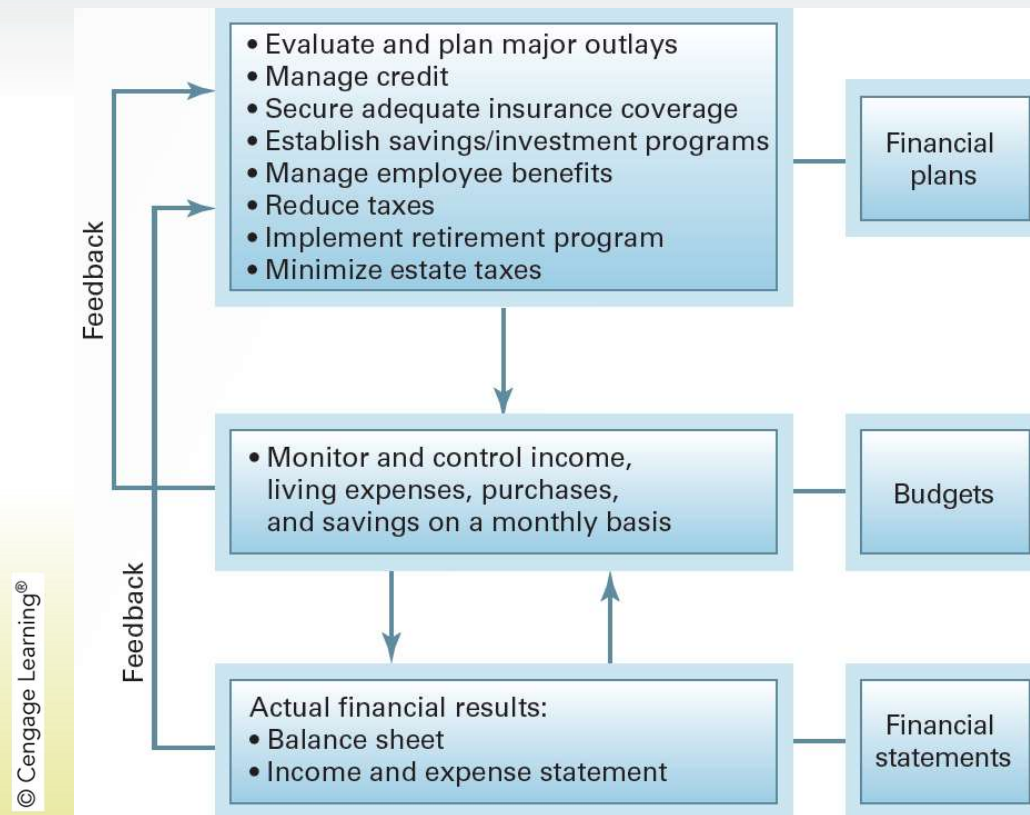 • Evaluate and plan major outlays
• Manage credit
• Secure adequate insurance coverage
• Establish savings/investment programs
• Manage employee benefits
• Reduce taxes
• Implement retirement program
• Minimize estate taxes
Financial
plans
Feedback
• Monitor and control income,
living expenses, purchases,
and savings on a monthly basis
Budgets
Feedback
Actual financial results:
• Balance sheet
• Income and expense statement
Financial
statements
© Cengage Learning®